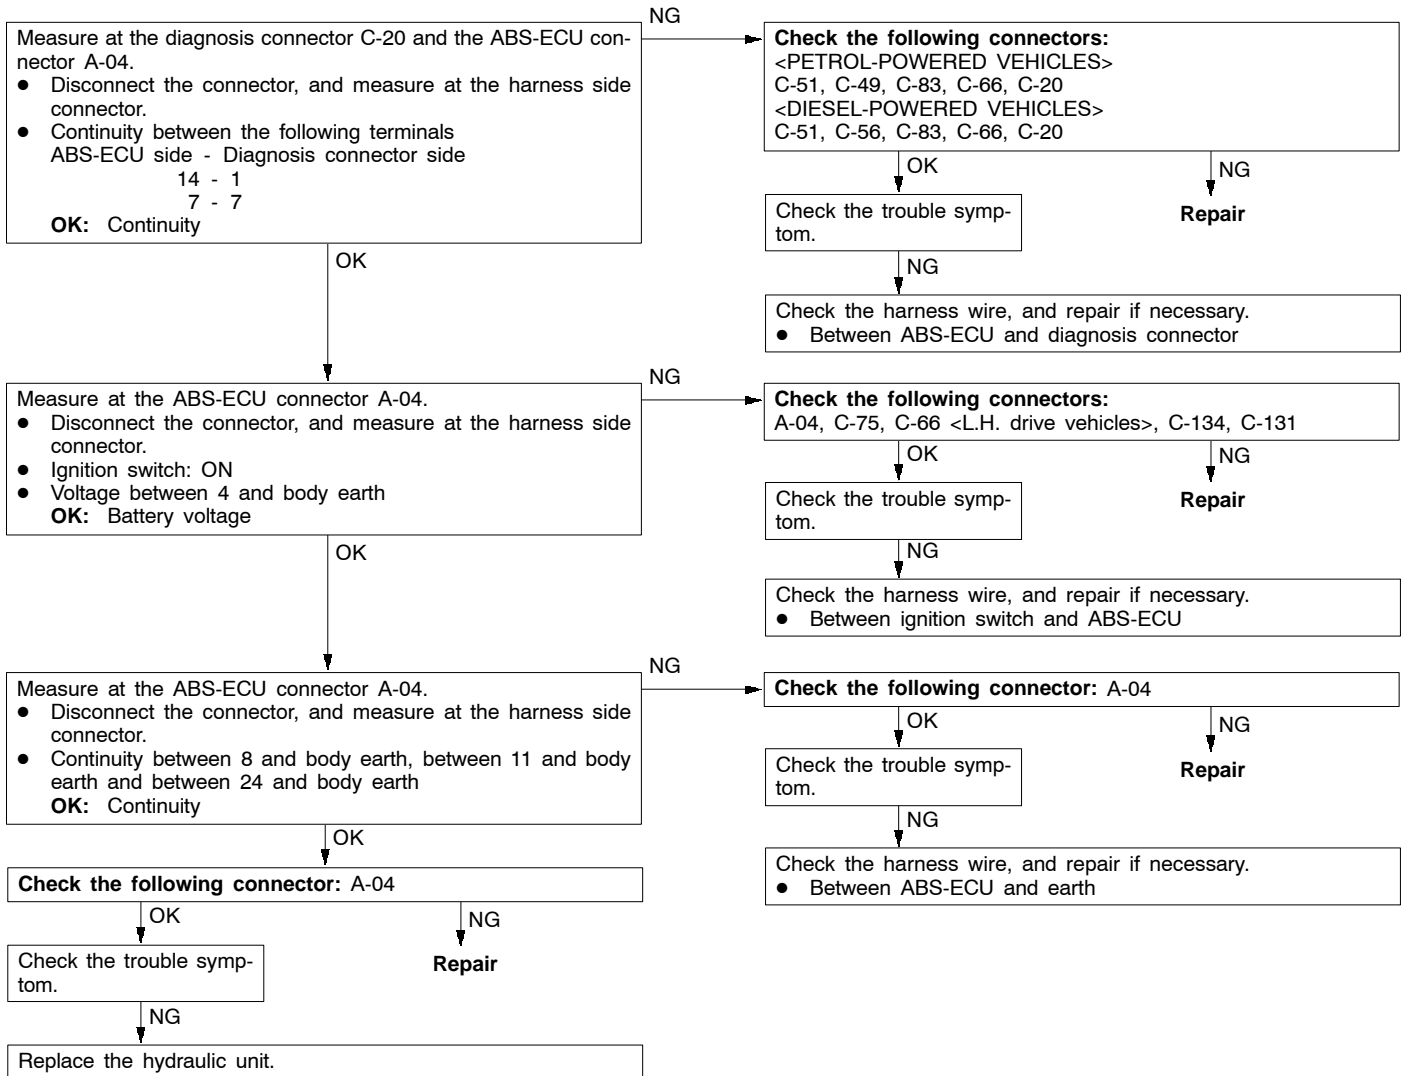 NG
Measure at the diagnosis connector C-20 and the ABS-ECU con-
nector A-04.
● Disconnect the connector, and measure at the harness side
connector.
● Continuity between the following terminals
ABS-ECU side - Diagnosis connector side
14 - 1
7 - 7
OK: Continuity
Check the following connectors:
<PETROL-POWERED VEHICLES>
C-51, C-49, C-83, C-66, C-20
<DIESEL-POWERED VEHICLES>
C-51, C-56, C-83, C-66, C-20
OK
NG
Check the trouble symp-
tom.
Repair
NG
Check the harness wire, and repair if necessary.
● Between ABS-ECU and diagnosis connector
OK
NG
Measure at the ABS-ECU connector A-04.
● Disconnect the connector, and measure at the harness side
connector.
● Ignition switch: ON
● Voltage between 4 and body earth
OK: Battery voltage
Check the following connectors:
A-04, C-75, C-66 <L.H. drive vehicles>, C-134, C-131
OK
NG
Check the trouble symp-
tom.
Repair
NG
Check the harness wire, and repair if necessary.
● Between ignition switch and ABS-ECU
OK
NG
Measure at the ABS-ECU connector A-04.
● Disconnect the connector, and measure at the harness side
connector.
● Continuity between 8 and body earth, between 11 and body
earth and between 24 and body earth
OK: Continuity
Check the following connector: A-04
OK
NG
Check the trouble symp-
tom.
Repair
NG
Check the harness wire, and repair if necessary.
● Between ABS-ECU and earth
OK
Check the following connector: A-04
OK
NG
Check the trouble symp-
tom.
Repair
NG
Replace the hydraulic unit.